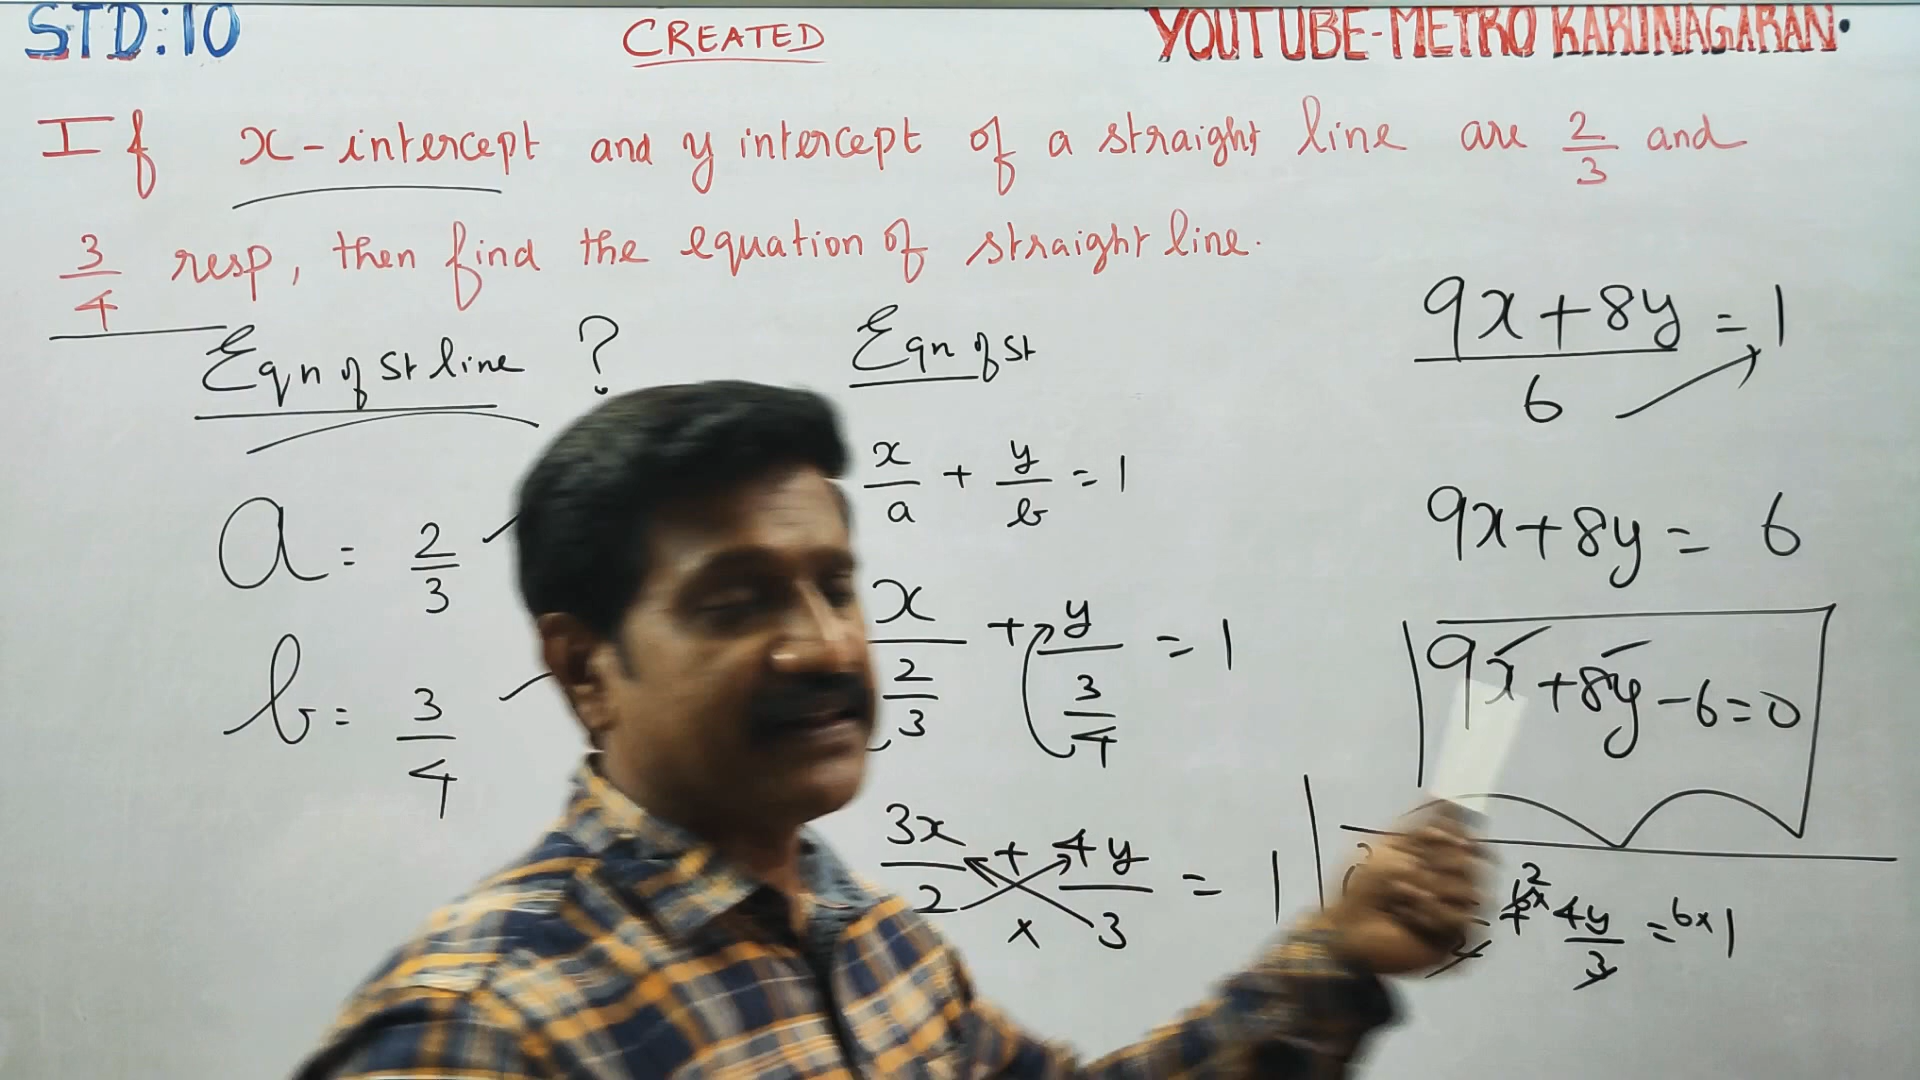 STD:10
CREATED
YOUTUBE-METRO KARUNAGARAN.
If x-intercept and y intercept of a straight line are 2/3 and
3/4 resp, then find the equation of straight line.
Eqn of St line ?
a = 2/3
b = 3/4
Eqn of St
x/a + y/b = 1
x/(2/3) + y/(3/4) = 1
3x/2 + 4y/3 = 1
x
(9x+8y)/6 = 1
9x+8y = 6
9x+8y-6=0
4y/3 = 6x1